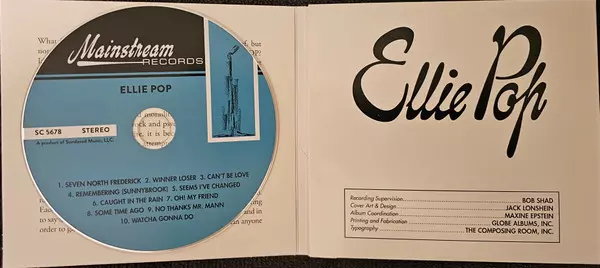 Mainstream
RECORDS
ELLIE POP
SC 5678 STEREO
A product of Sundazed Music, LLC.
1. SEVEN NORTH FREDERICK 2. WINNER LOSER 3. CAN'T BE LOVE
4. REMEMBERING (SUNNYBROOK) 5. SEEMS I'VE CHANGED
6. CAUGHT IN THE RAIN 7. OH! MY FRIEND
8. SOME TIME AGO 9. NO THANKS MR. MANN
10. WATCHA GONNA DO
Ellie Pop
Recording Supervision BOB SHAD
Cover Art & Design JACK LONSHEIN
Album Coordination MAXINE EPSTEIN
Printing and Fabrication GLOBE ALBUMS, INC.
Typography THE COMPOSING ROOM, INC.